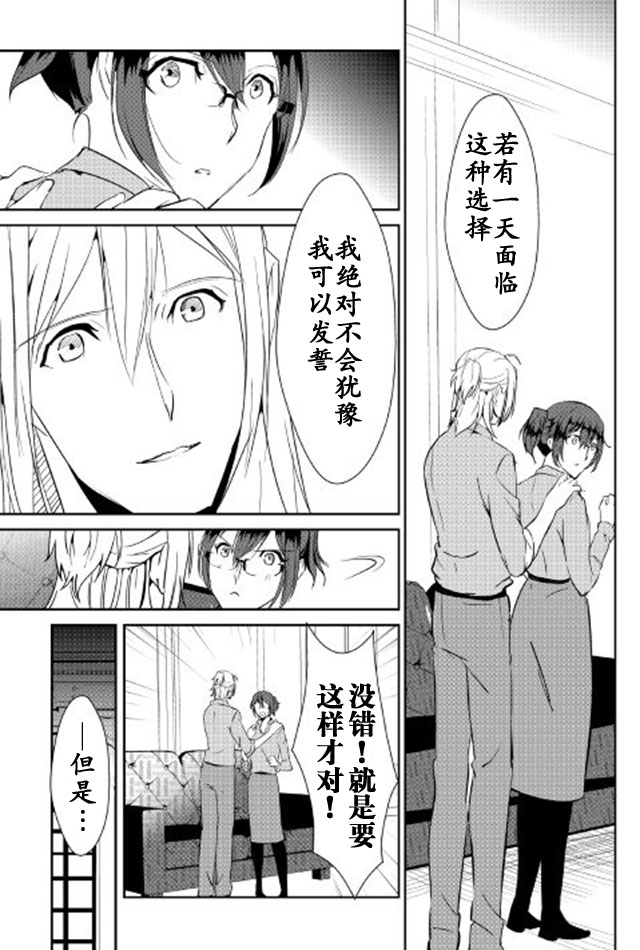 若有一天面临
这种选择
我绝对不会犹豫
我可以发誓
没错！就是要
这样才对！
—但是…